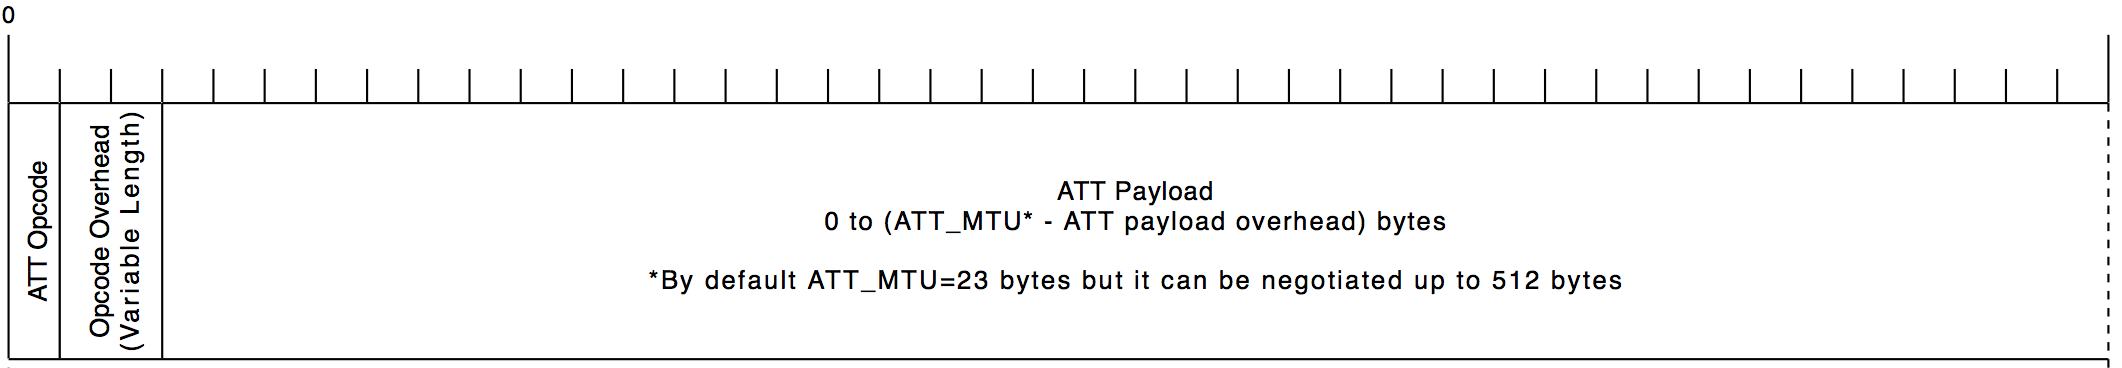 0
ATT Opcode
Opcode Overhead
(Variable Length)
ATT Payload
0 to (ATT_MTU* - ATT payload overhead) bytes
*By default ATT_MTU=23 bytes but it can be negotiated up to 512 bytes